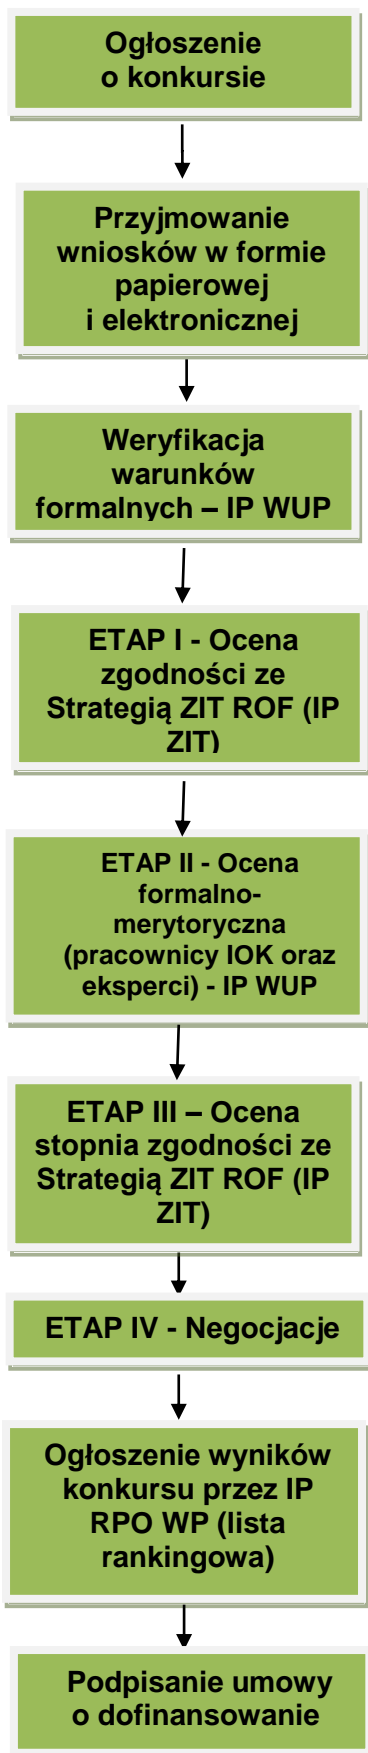 Ogłoszenie
o konkursie
Przyjmowanie
wniosków w formie
papierowej
i elektronicznej
Weryfikacja
warunków
formalnych – IP WUP
ETAP I - Ocena
zgodności ze
Strategią ZIT ROF (IP
ZIT)
ETAP II - Ocena
formalno-
merytoryczna
(pracownicy IOK oraz
eksperci) - IP WUP
ETAP III – Ocena
stopnia zgodności ze
Strategią ZIT ROF (IP
ZIT)
ETAP IV - Negocjacje
Ogłoszenie wyników
konkursu przez IP
RPO WP (lista
rankingowa)
Podpisanie umowy
o dofinansowanie